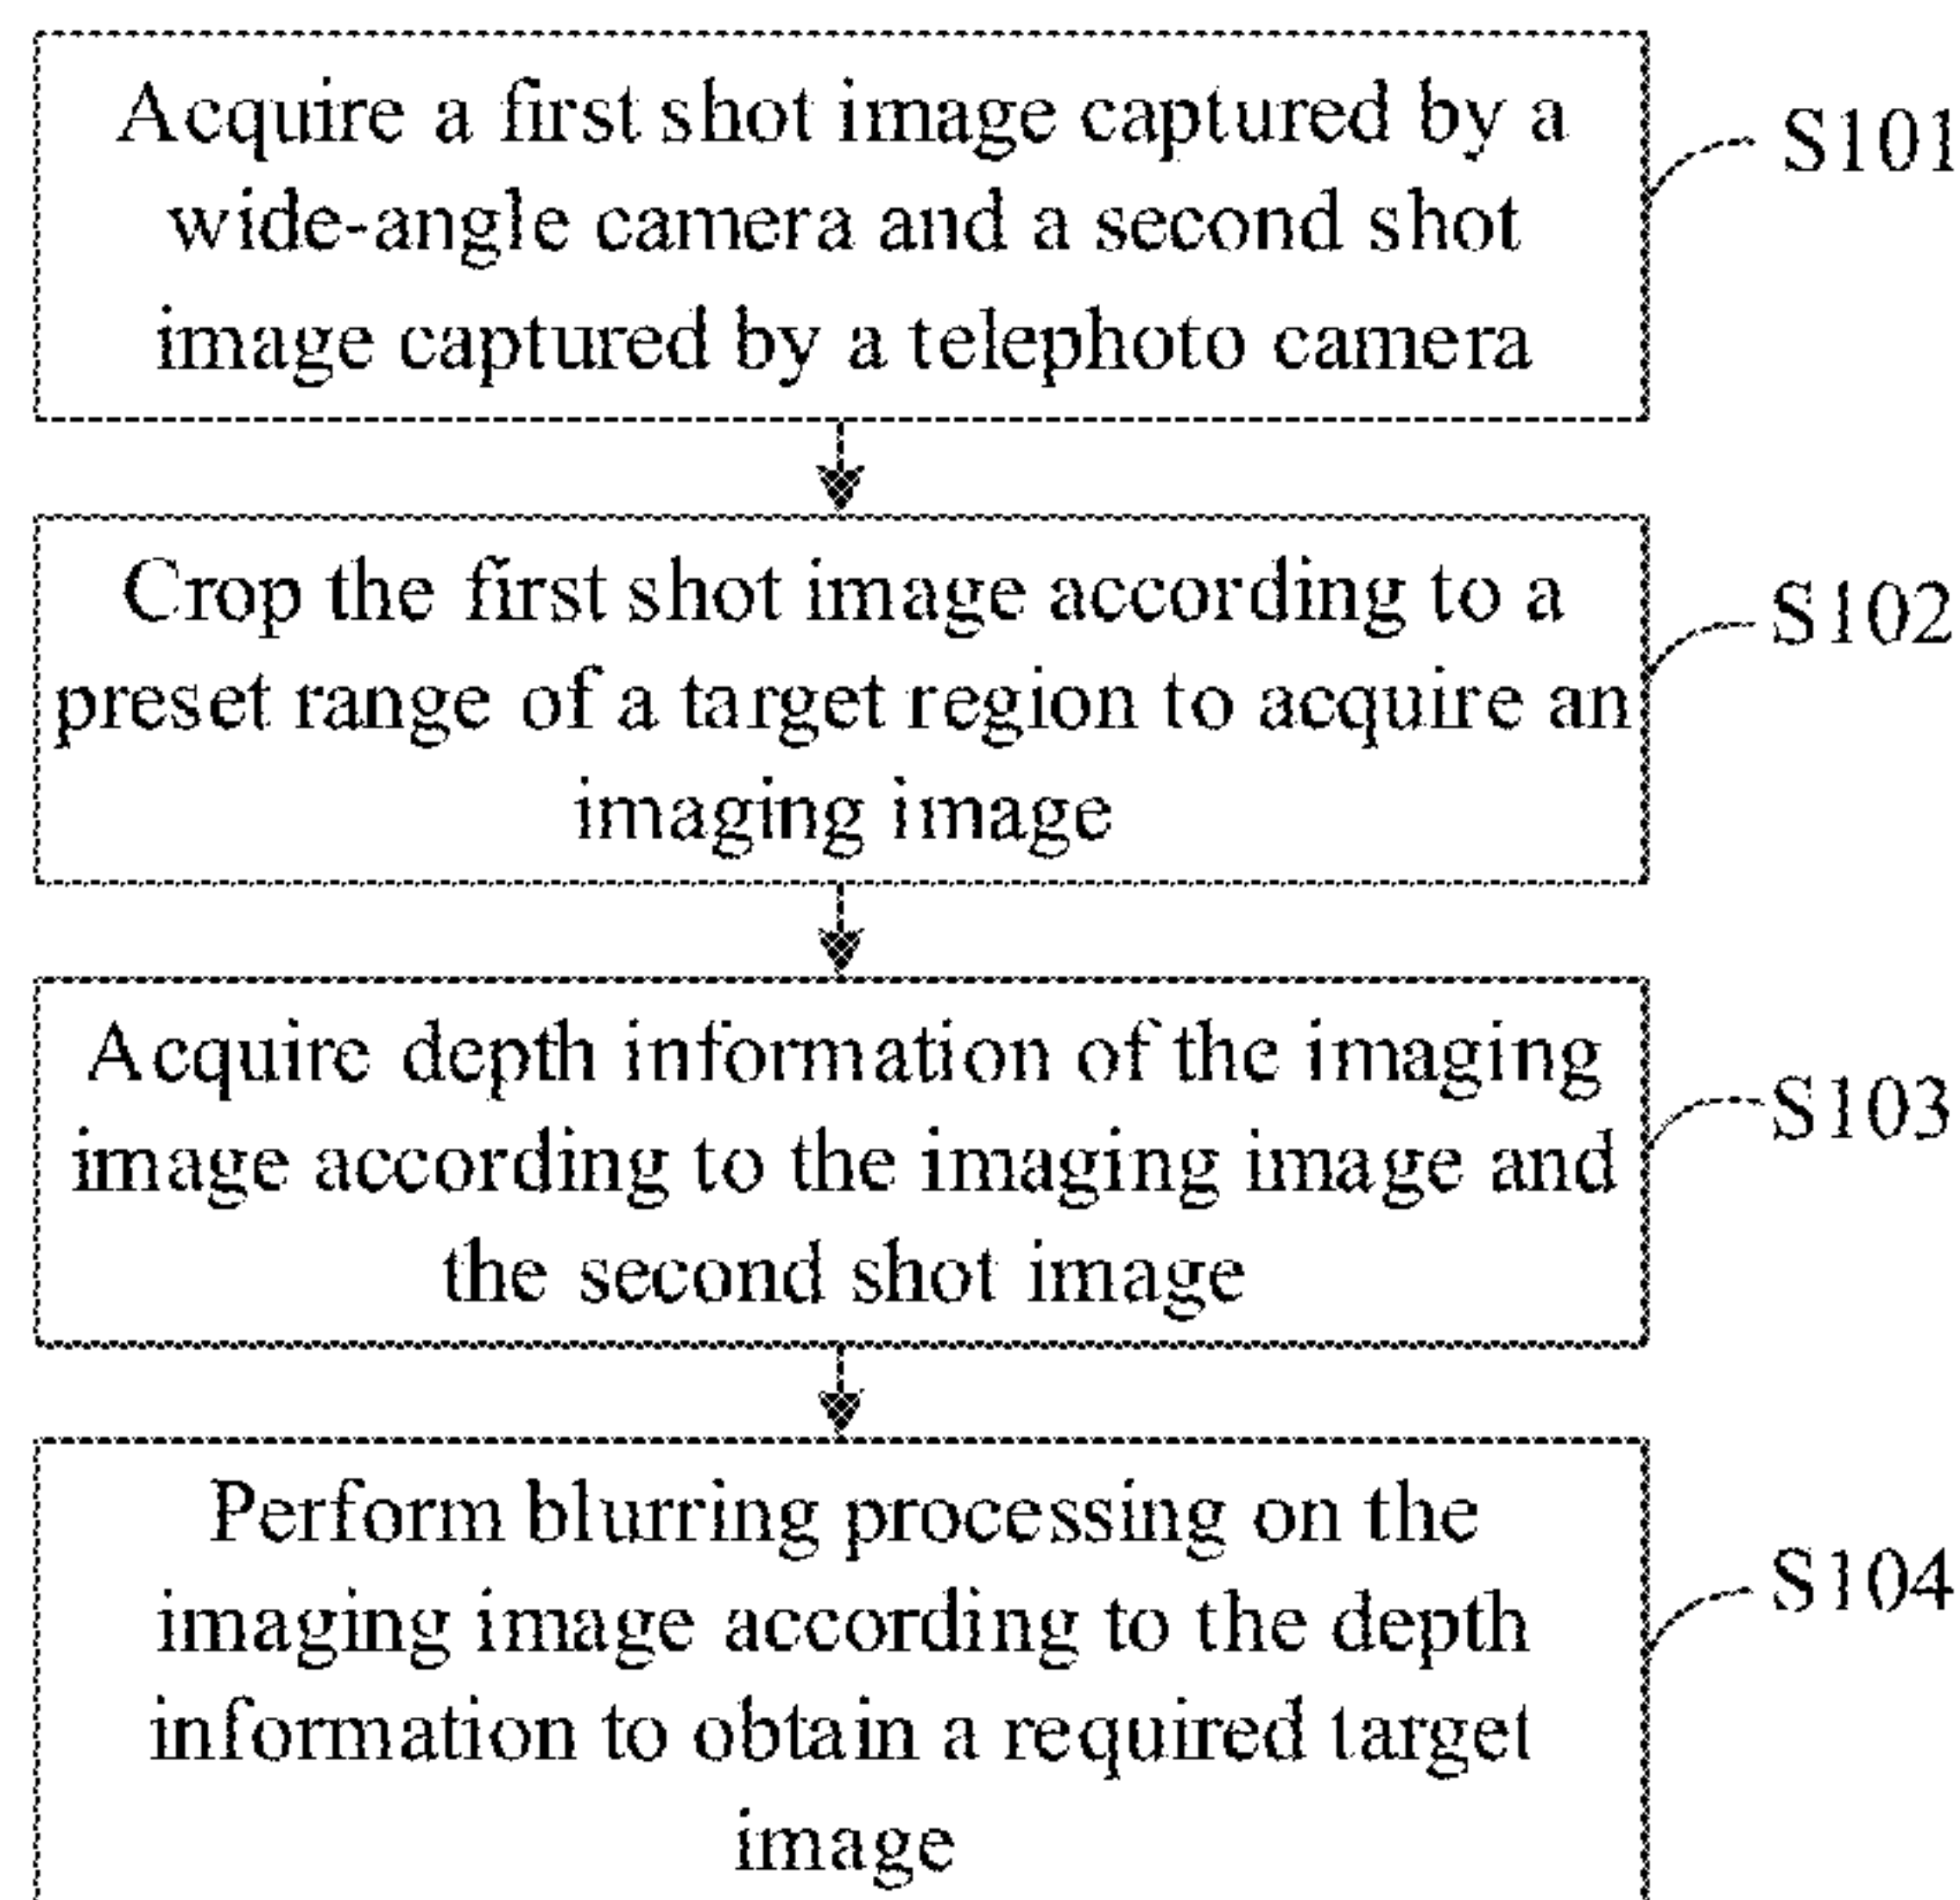 Acquire a first shot image captured by a
wide-angle camera and a second shot
image captured by a telephoto camera
S101
Crop the first shot image according to a
preset range of a target region to acquire an
imaging image
S102
Acquire depth information of the imaging
image according to the imaging image and
the second shot image
S103
Perform blurring processing on the
imaging image according to the depth
information to obtain a required target
image
S104